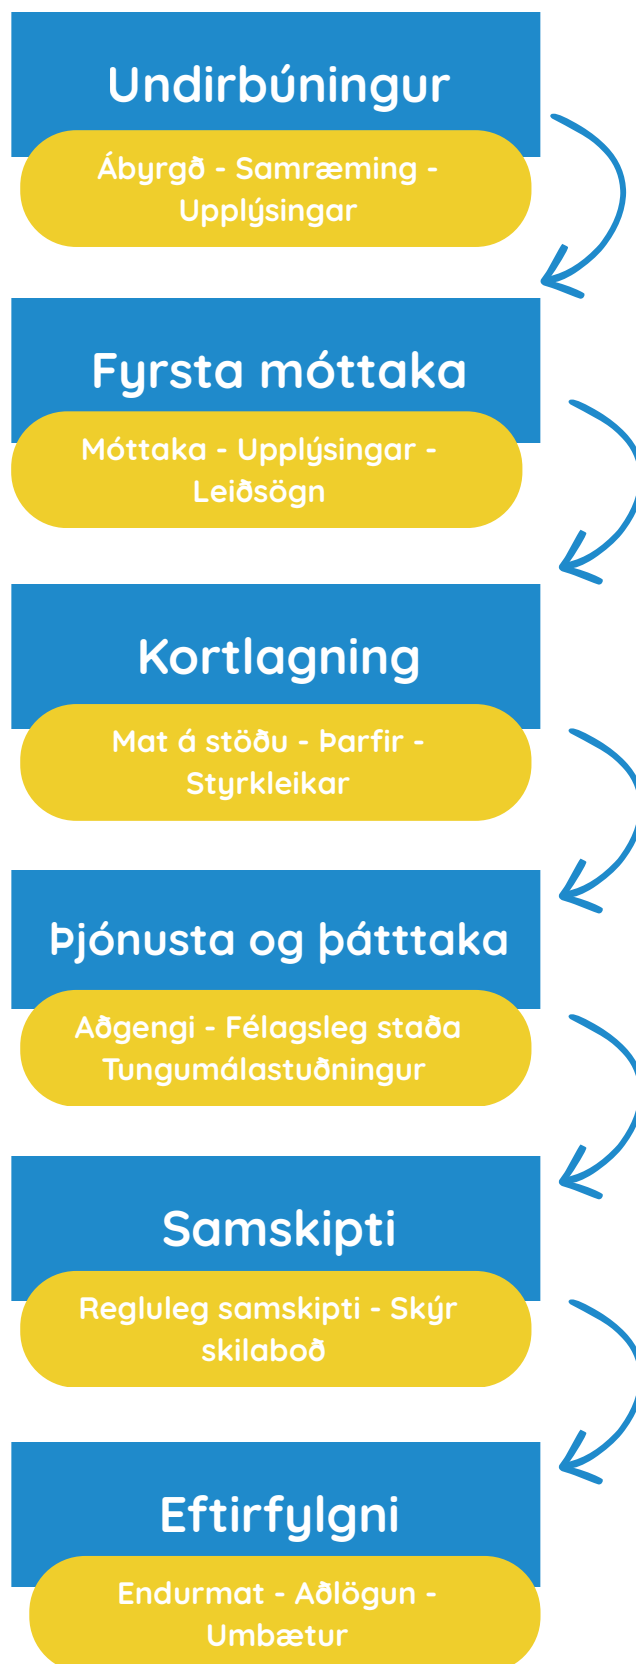 Undirbúningur
Ábyrgð - Samræming -
Upplýsingar
Fyrsta móttaka
Móttaka - Upplýsingar -
Leiðsögn
Kortlagning
Mat á stöðu - Þarfir -
Styrkleikar
Þjónusta og þátttaka
Aðgengi - Félagsleg staða
Tungumálastuðningur
Samskipti
Regluleg samskipti - Skýr
skilaboð
Eftirfylgni
Endurmat - Aðlögun -
Umbætur